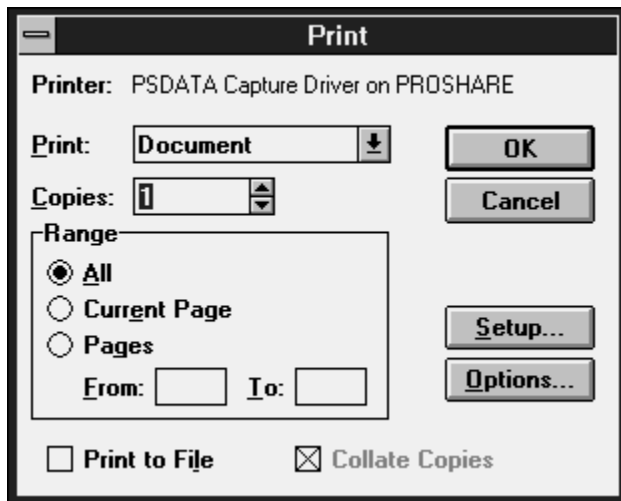 Print
Printer: PSDATA Capture Driver on PROSHARE
Print: Document
OK
Copies: 1
Cancel
Range
All
Current Page
Pages
From: To:
Setup...
Options...
Print to File
Collate Copies